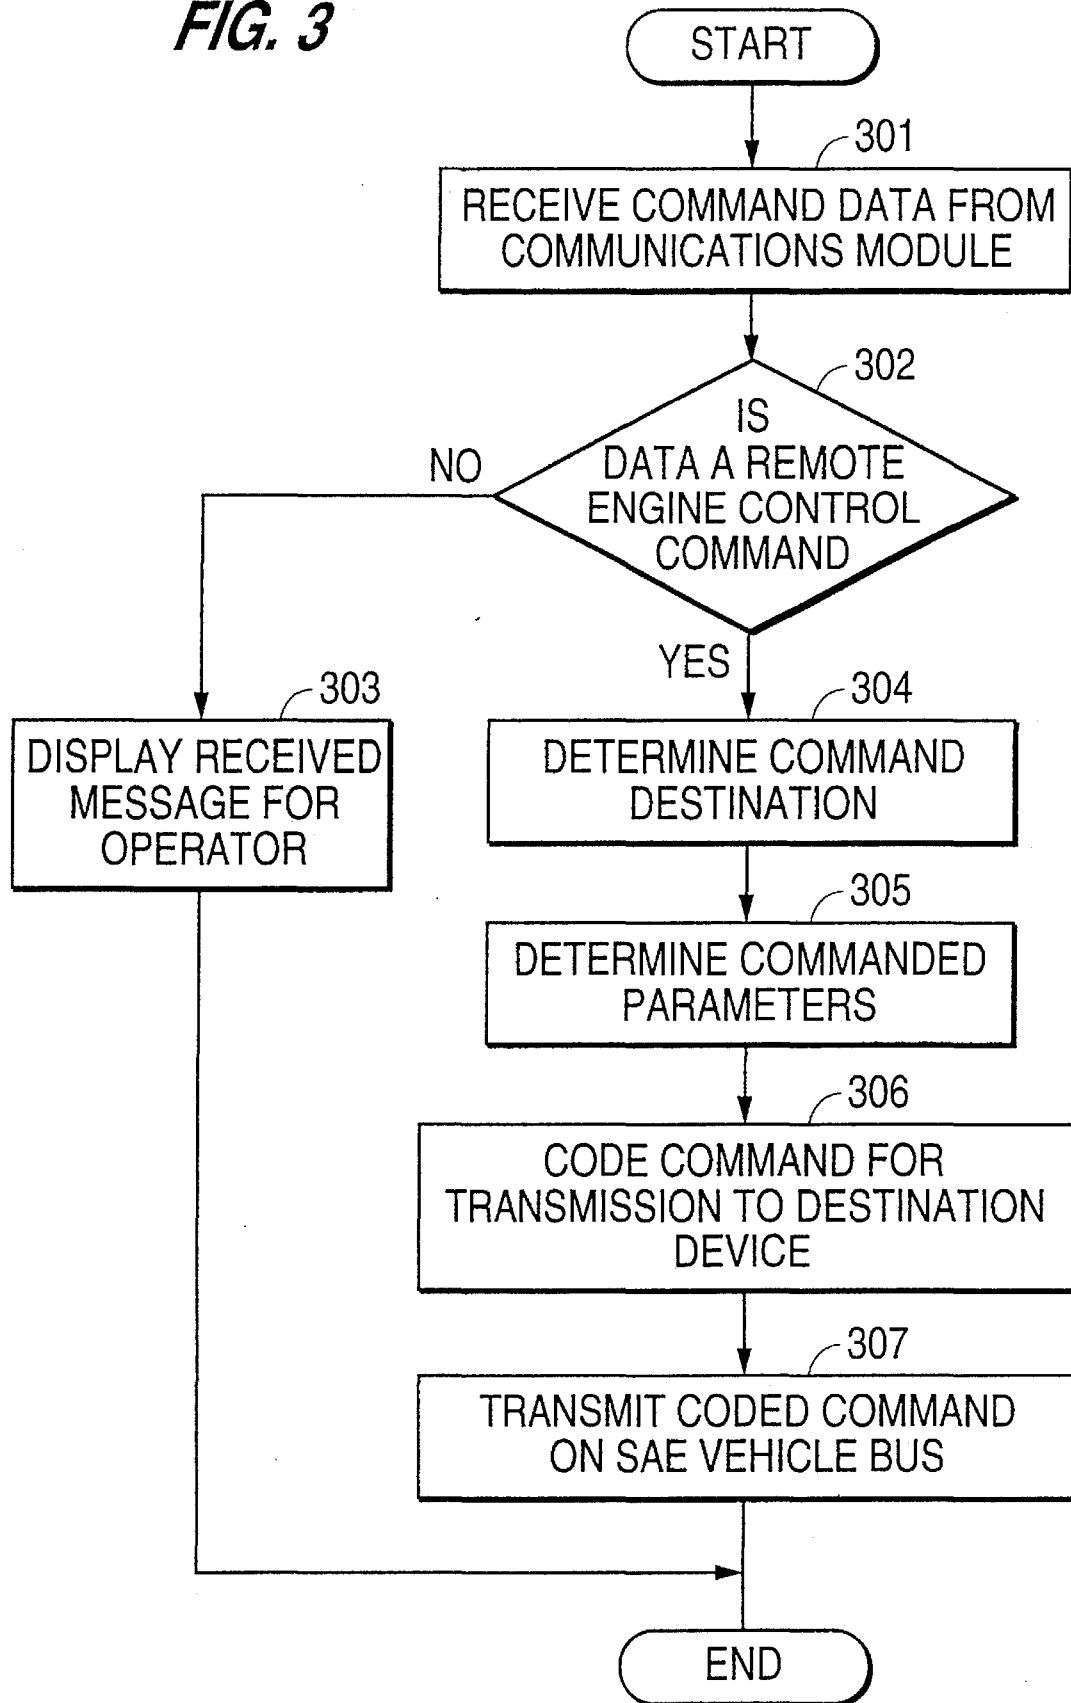 FIG. 3
START
301
RECEIVE COMMAND DATA FROM
COMMUNICATIONS MODULE
302
IS
DATA A REMOTE
ENGINE CONTROL
COMMAND
NO
YES
303
DISPLAY RECEIVED
MESSAGE FOR
OPERATOR
304
DETERMINE COMMAND
DESTINATION
305
DETERMINE COMMANDED
PARAMETERS
306
CODE COMMAND FOR
TRANSMISSION TO DESTINATION
DEVICE
307
TRANSMIT CODED COMMAND
ON SAE VEHICLE BUS
END